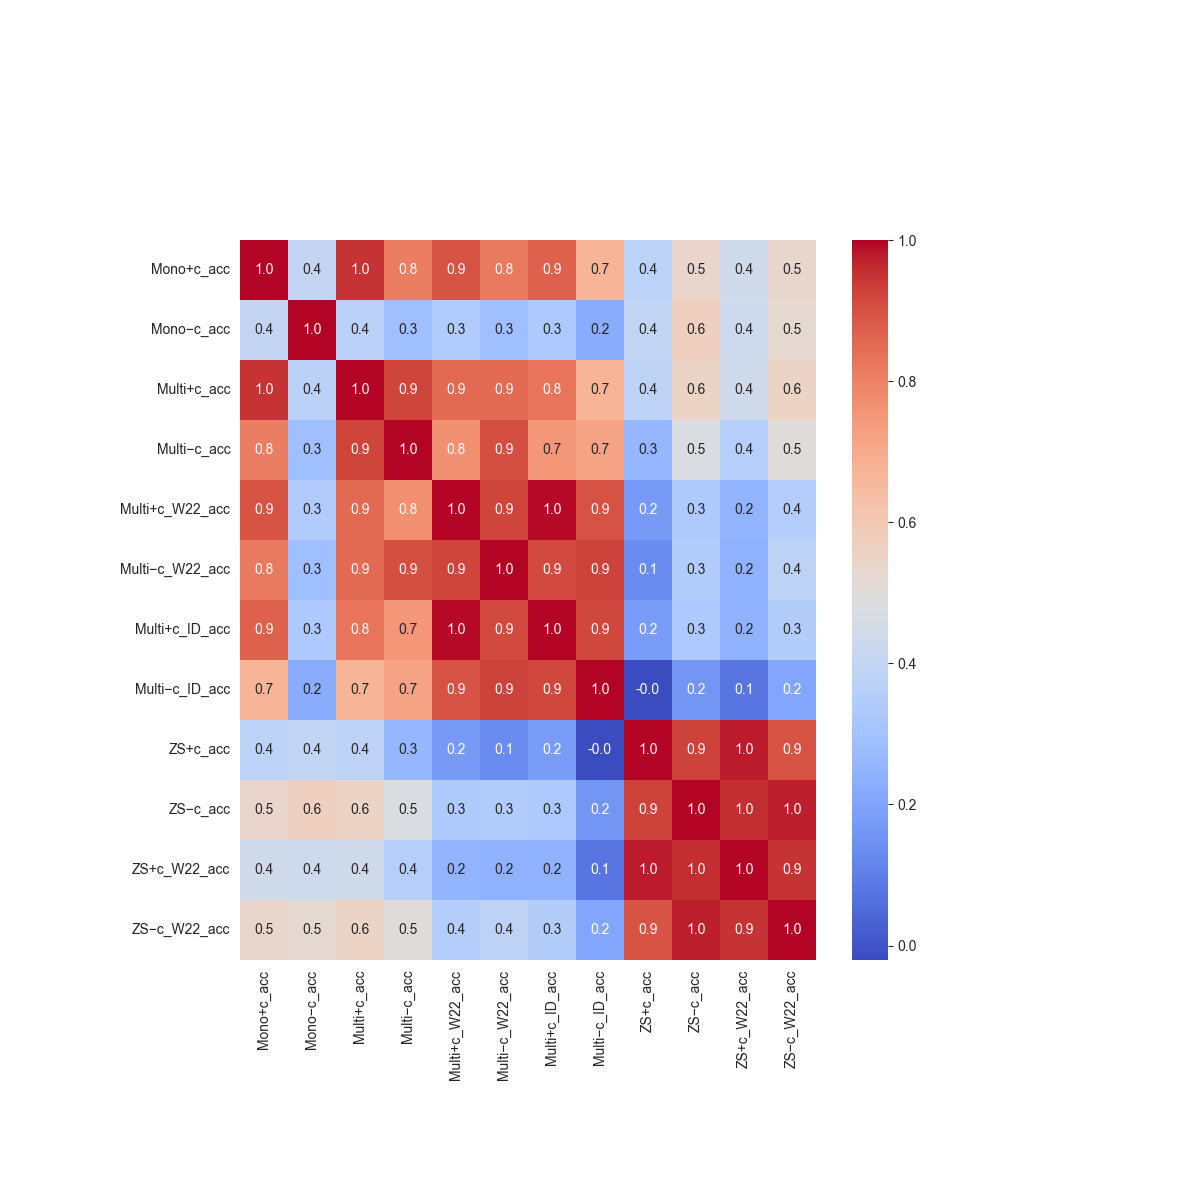 Mono+c_acc 1.0 0.4 1.0 0.8 0.9 0.8 0.9 0.7 0.4 0.5 0.4 0.5
Mono−c_acc 0.4 1.0 0.4 0.3 0.3 0.3 0.3 0.2 0.4 0.6 0.4 0.5
Multi+c_acc 1.0 0.4 1.0 0.9 0.9 0.9 0.8 0.7 0.4 0.6 0.4 0.6
Multi−c_acc 0.8 0.3 0.9 1.0 0.8 0.9 0.7 0.7 0.3 0.5 0.4 0.5
Multi+c_W22_acc 0.9 0.3 0.9 0.8 1.0 0.9 1.0 0.9 0.2 0.3 0.2 0.4
Multi−c_W22_acc 0.8 0.3 0.9 0.9 0.9 1.0 0.9 0.9 0.1 0.3 0.2 0.4
Multi+c_ID_acc 0.9 0.3 0.8 0.7 1.0 0.9 1.0 0.9 0.2 0.3 0.2 0.3
Multi−c_ID_acc 0.7 0.2 0.7 0.7 0.9 0.9 0.9 1.0 -0.0 0.2 0.1 0.2
ZS+c_acc 0.4 0.4 0.4 0.3 0.2 0.1 0.2 -0.0 1.0 0.9 1.0 0.9
ZS−c_acc 0.5 0.6 0.6 0.5 0.3 0.3 0.3 0.2 0.9 1.0 1.0 1.0
ZS+c_W22_acc 0.4 0.4 0.4 0.4 0.2 0.2 0.2 0.1 1.0 1.0 1.0 0.9
ZS−c_W22_acc 0.5 0.5 0.6 0.5 0.4 0.4 0.3 0.2 0.9 1.0 0.9 1.0
Mono+c_acc
Mono−c_acc
Multi+c_acc
Multi−c_acc
Multi+c_W22_acc
Multi−c_W22_acc
Multi+c_ID_acc
Multi−c_ID_acc
ZS+c_acc
ZS−c_acc
ZS+c_W22_acc
ZS−c_W22_acc
1.0
0.8
0.6
0.4
0.2
0.0